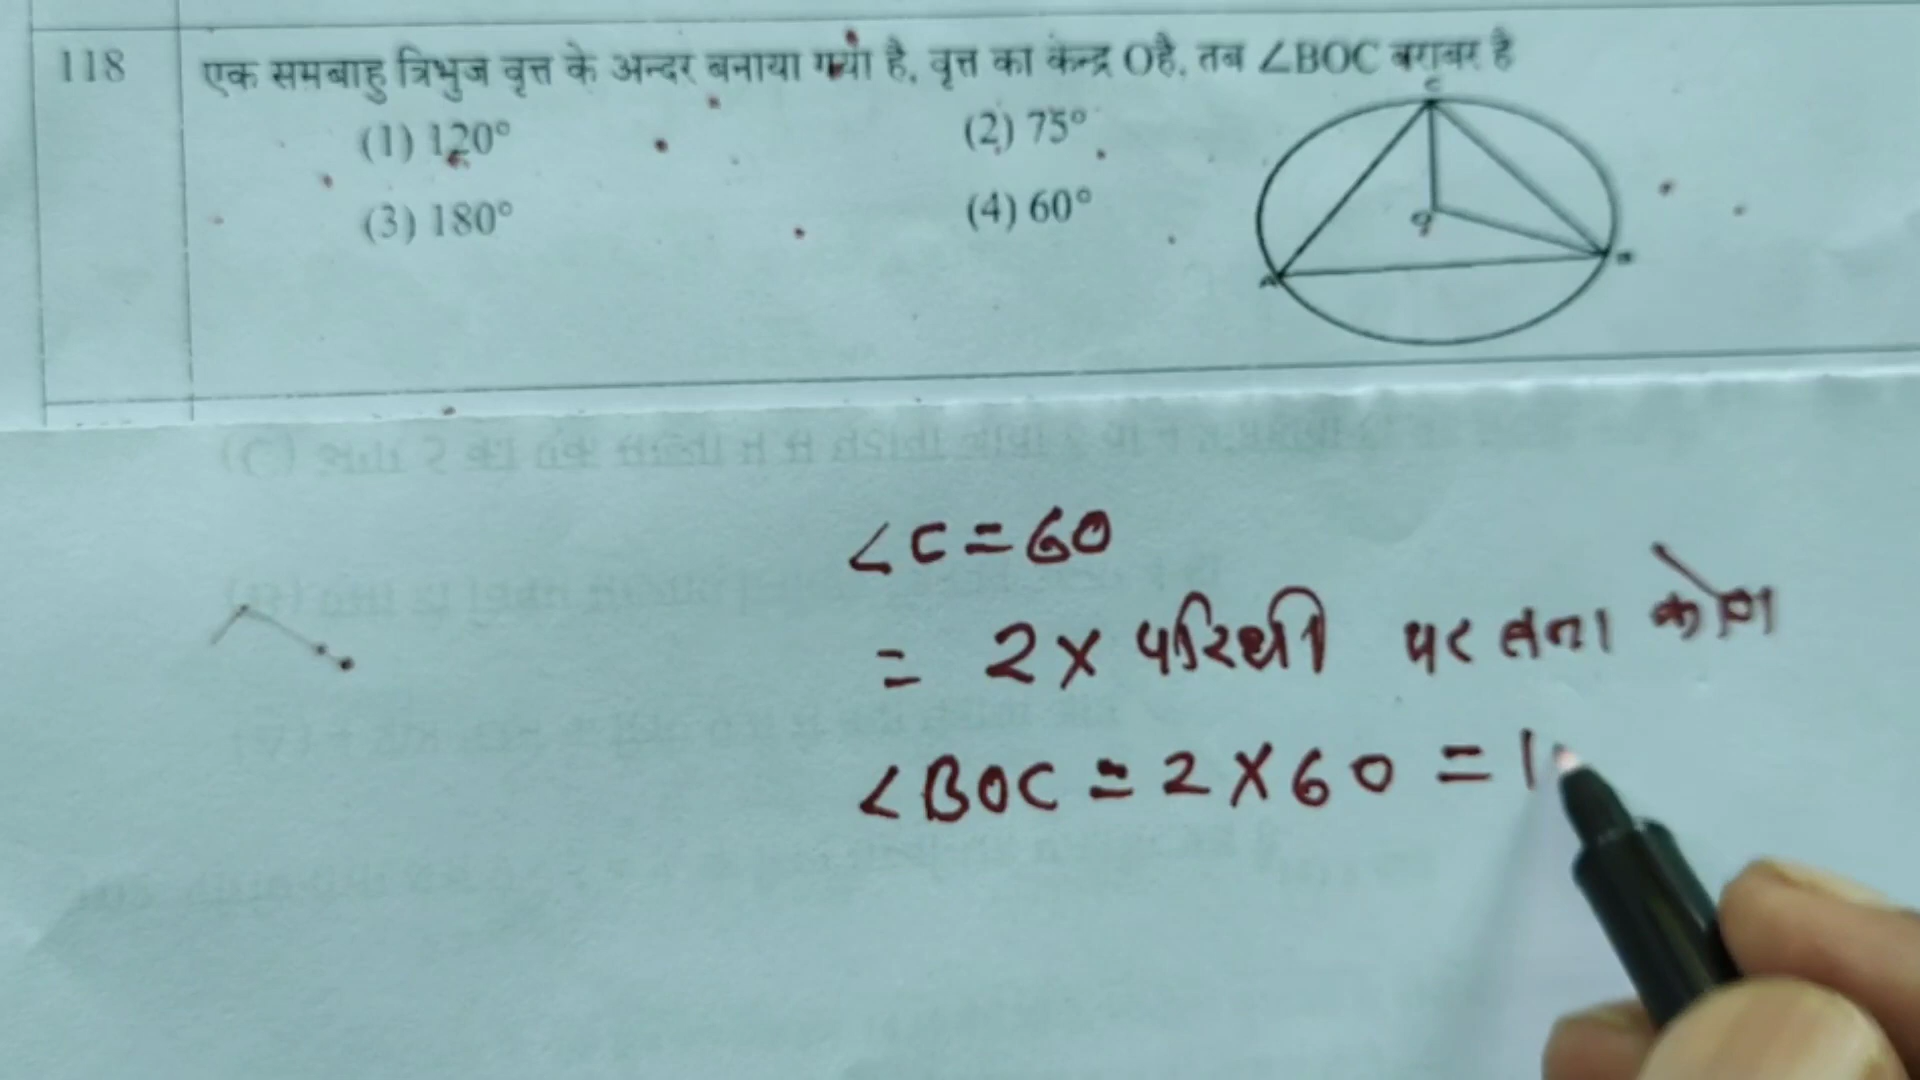 118
एक समबाहु त्रिभुज वृत्त के अन्दर बनाया गया है, वृत्त का केन्द्र O है, तब ∠BOC बराबर है
(1) 120° (2) 75°
(3) 180° (4) 60°
C
A
∠C = 60
= 2 × परिधी पर तना कोण
∠BOC = 2 × 60 = 1